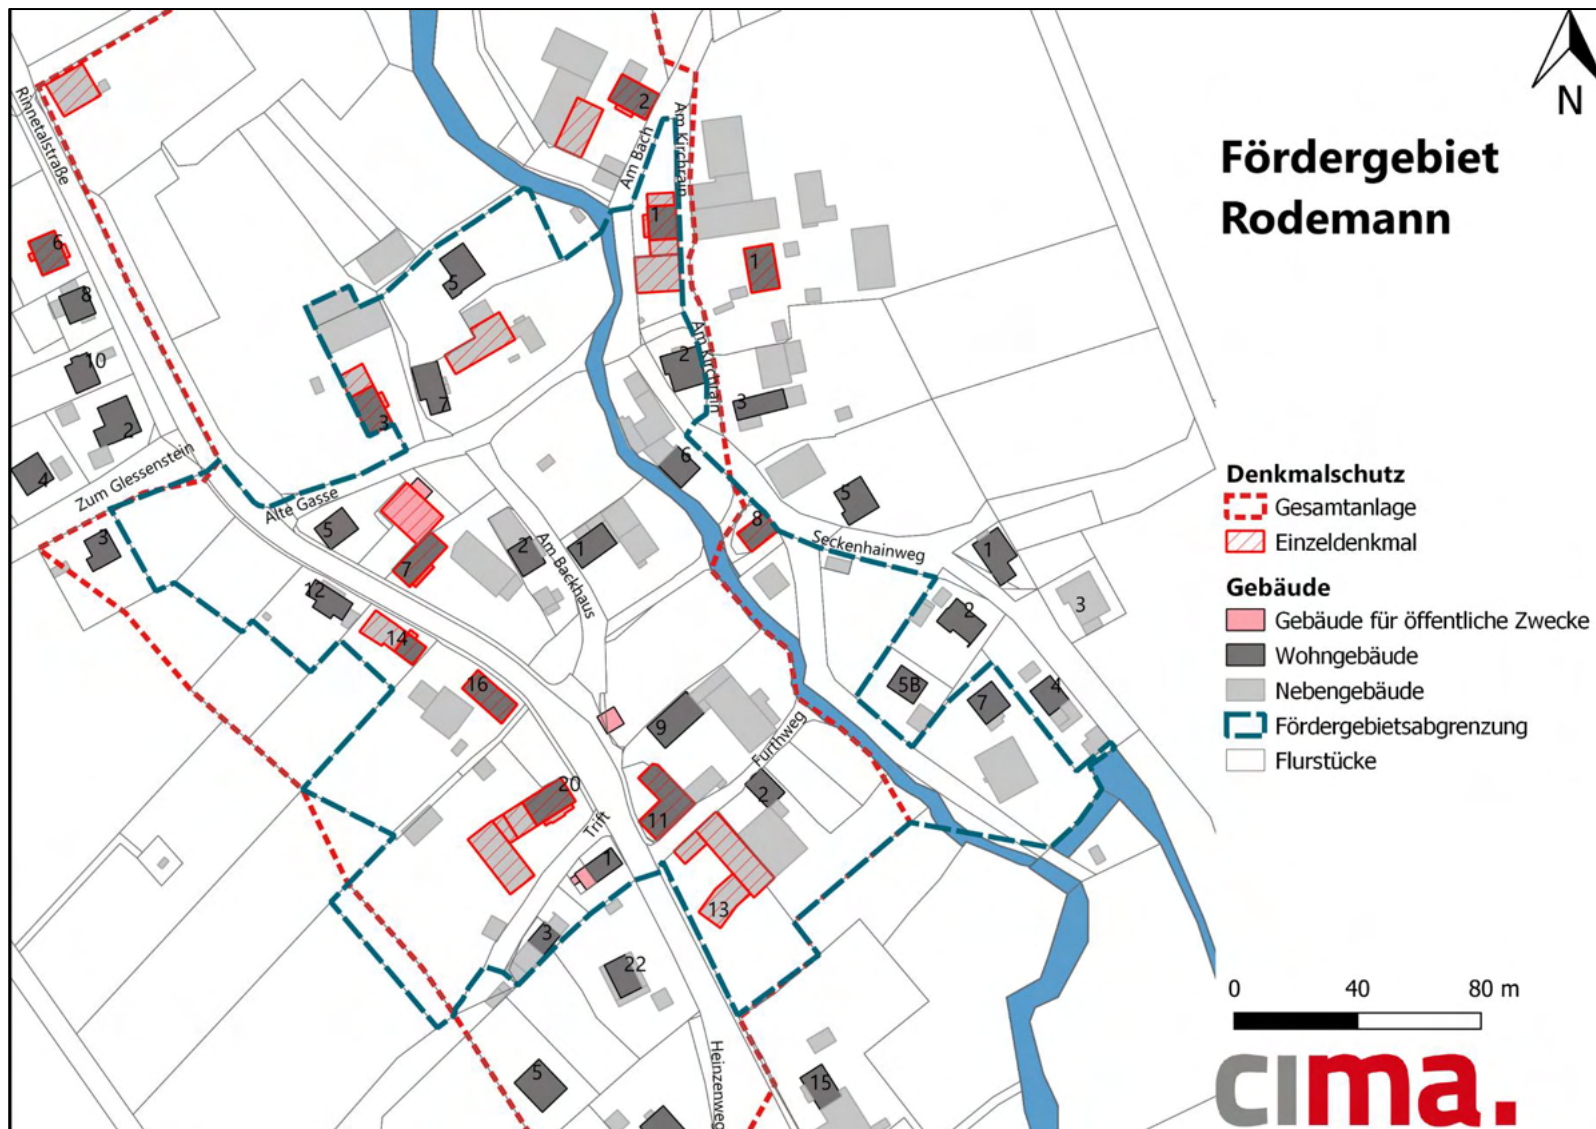 Fördergebiet
Rodemann
N
Denkmalschutz
Gesamtanlage
Einzeldenkmal
Gebäude
Gebäude für öffentliche Zwecke
Wohngebäude
Nebengebäude
Fördergebietsabgrenzung
Flurstücke
0 40 80 m
cima.
Rinnetalstraße
Am Bach
Am Kirchrain
Am Kirchrain
Zum Glessenstein
Alte Gasse
Am Backhaus
Seckenhainweg
Furthweg
Trift
Heinzenweg
2
1
1
6
8
5
10
2
3
2
7
3
4
6
5
3
5
8
7
2
1
1
12
3
14
2
16
5B
4
7
9
20
2
11
1
13
3
22
5
15